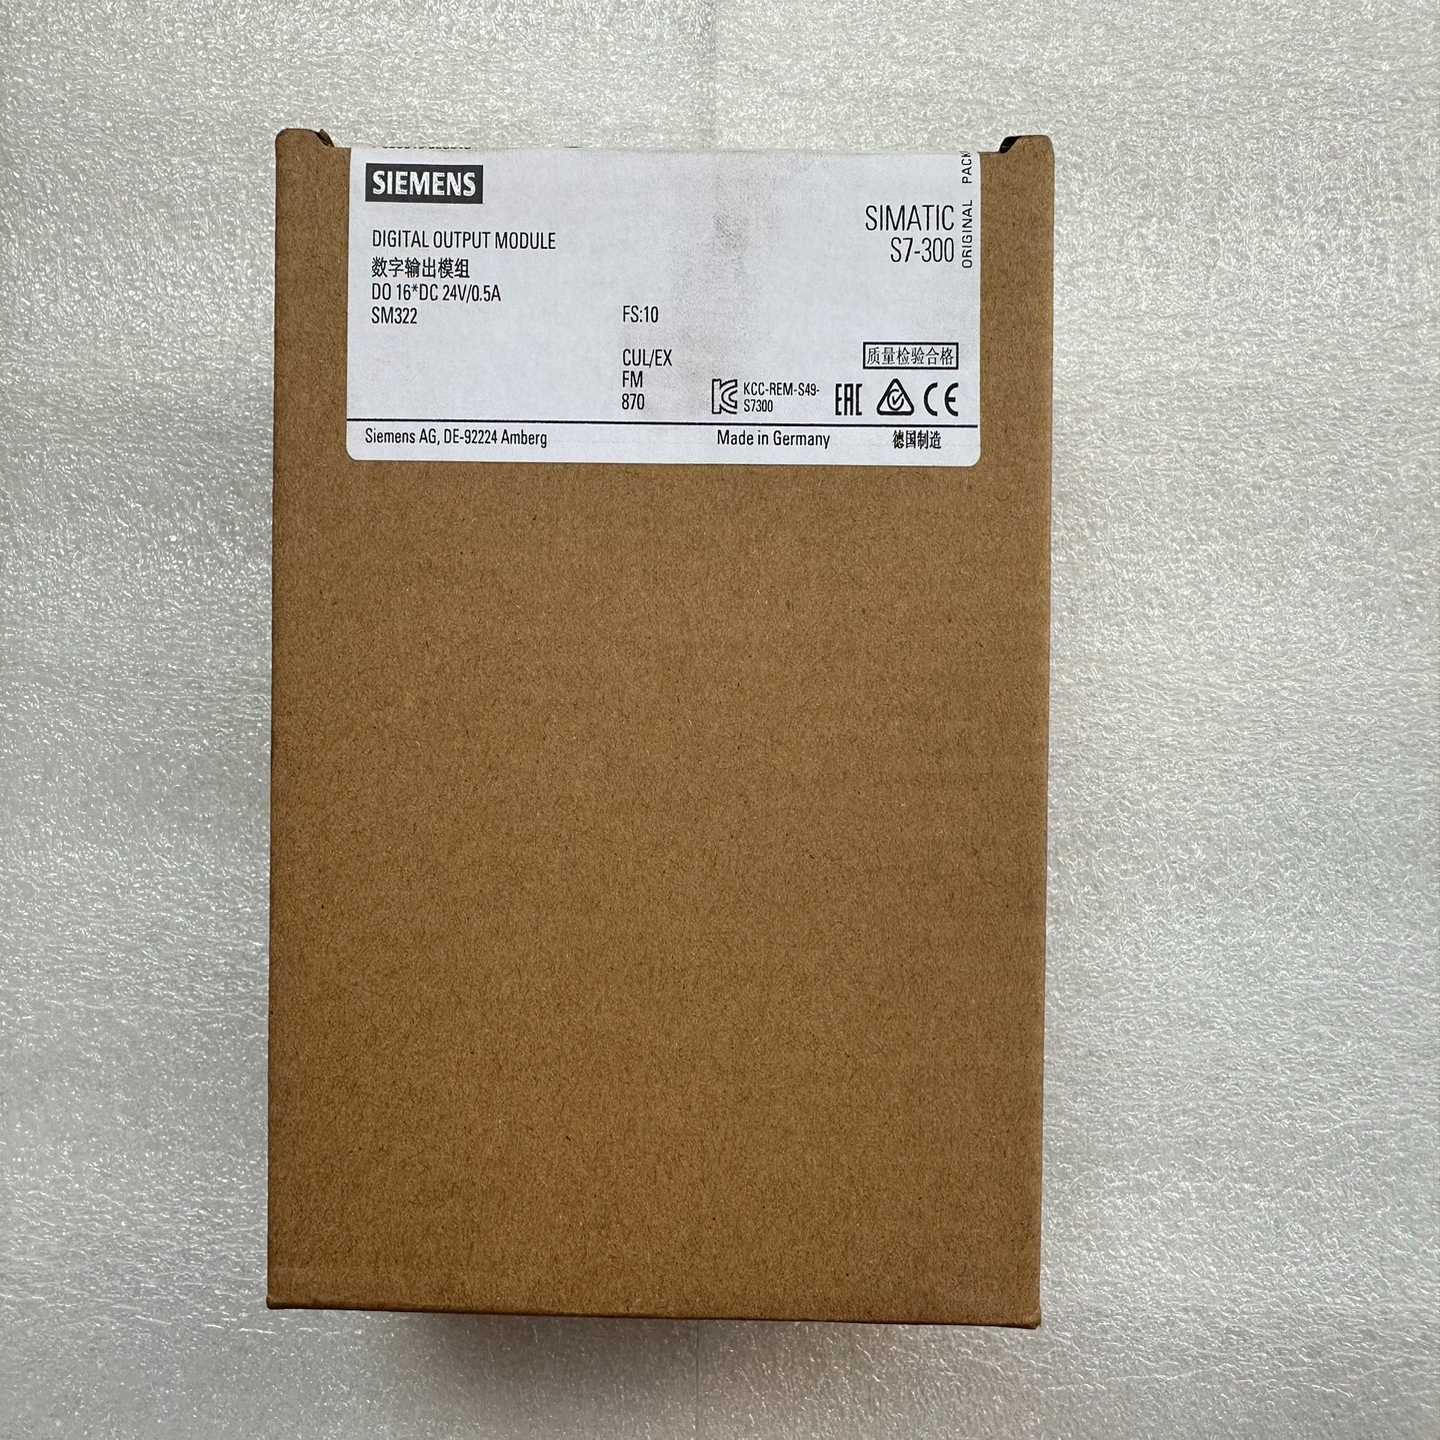 SIEMENS
SIMATIC
S7-300
ORIGINAL PACK
DIGITAL OUTPUT MODULE
数字输出模组
DO 16*DC 24V/0.5A
SM322
FS:10
CUL/EX
FM
870
质量检验合格
KCC-REM-S49-
S7300
EAC
CE
Siemens AG, DE-92224 Amberg
Made in Germany
德国制造